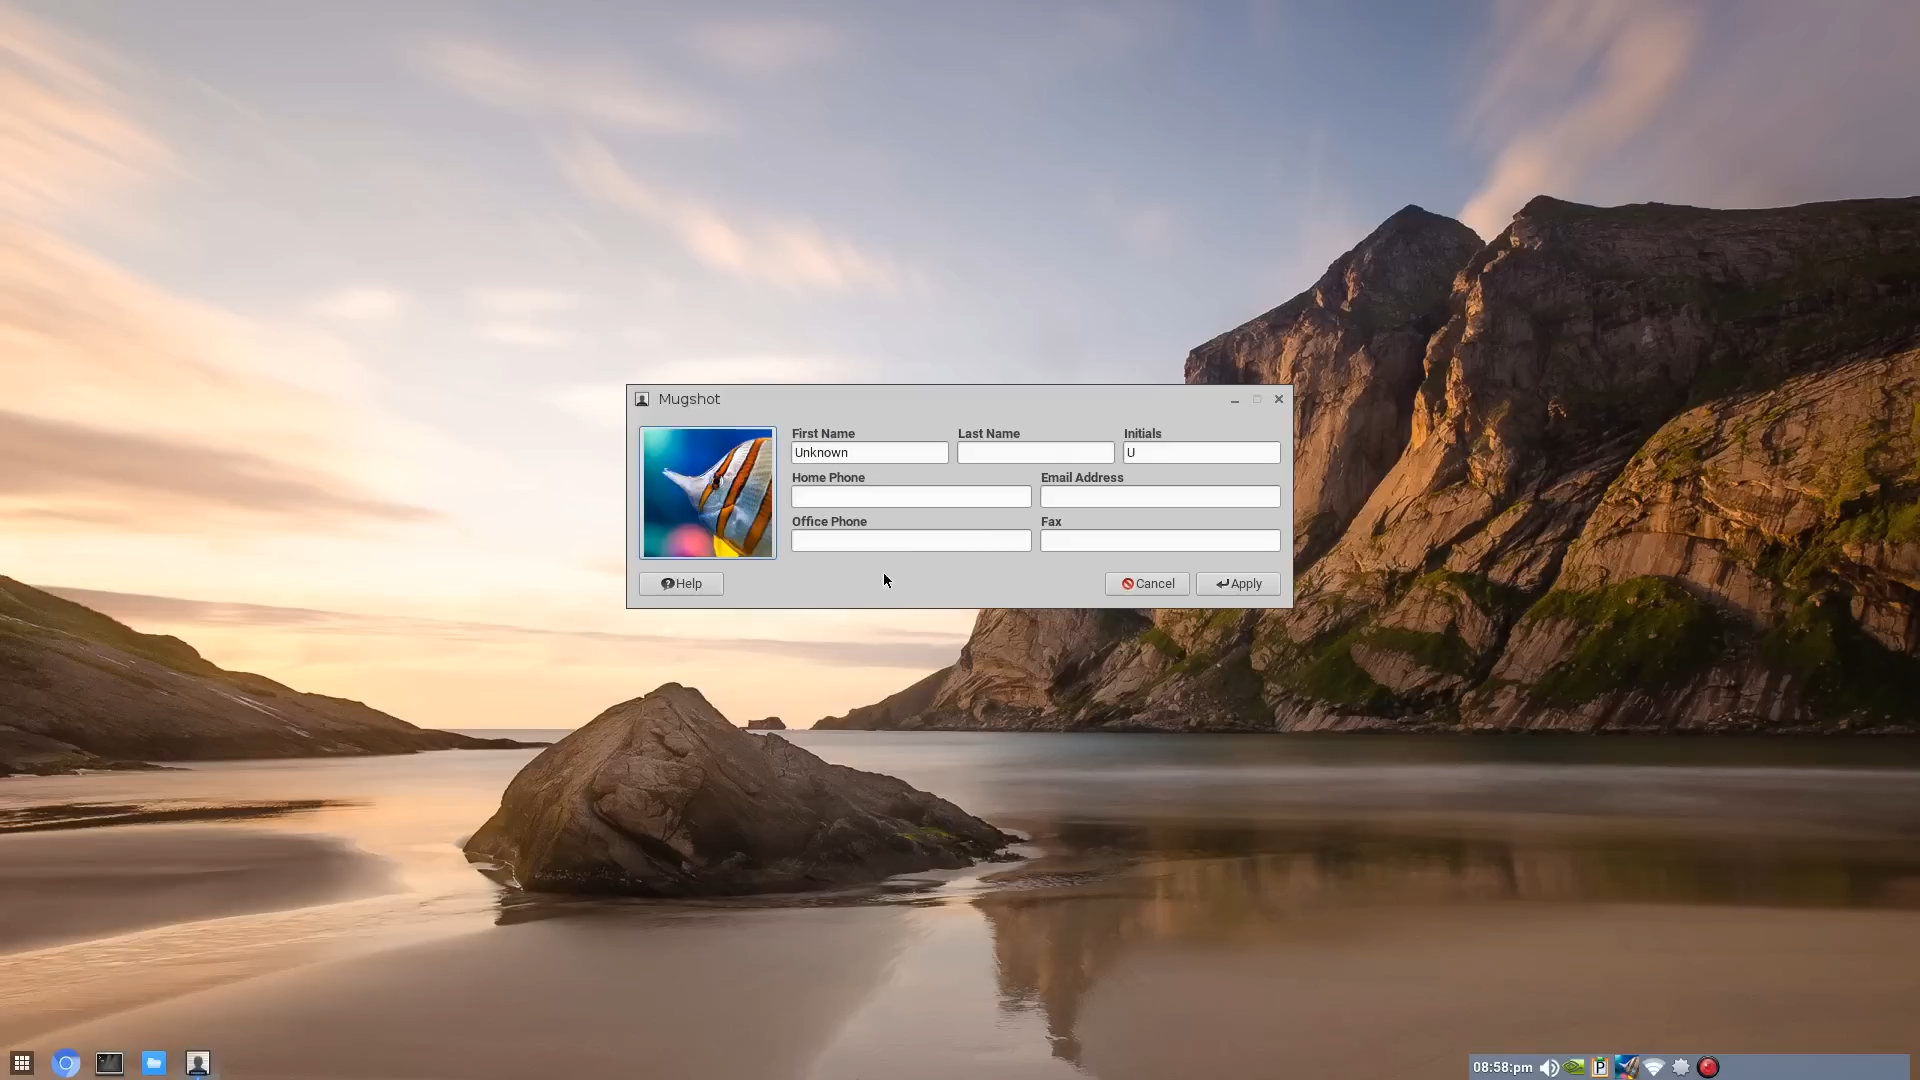 Mugshot
First Name Last Name Initials
Unknown U
Home Phone Email Address
Office Phone Fax
Help Cancel Apply
08:58:pm P